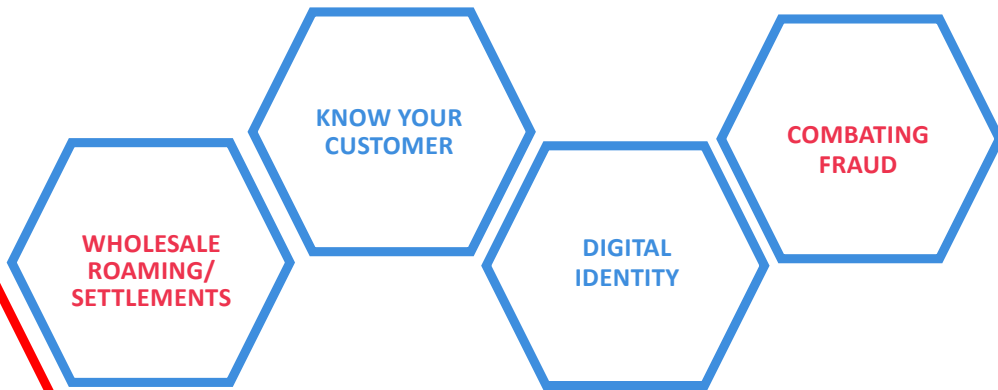 WHOLESALE
ROAMING/
SETTLEMENTS
KNOW YOUR
CUSTOMER
DIGITAL
IDENTITY
COMBATING
FRAUD